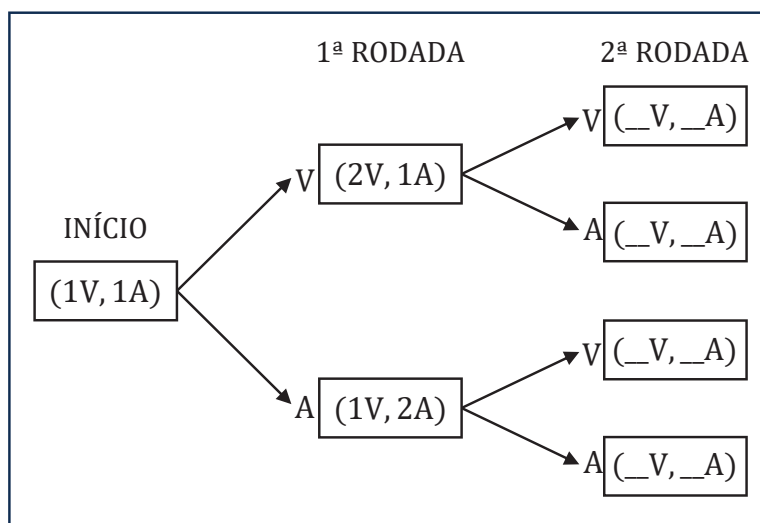 1ª RODADA 2ª RODADA
V (__V, __A)
V (2V, 1A)
A (__V, __A)
INÍCIO
(1V, 1A)
V (__V, __A)
A (1V, 2A)
A (__V, __A)